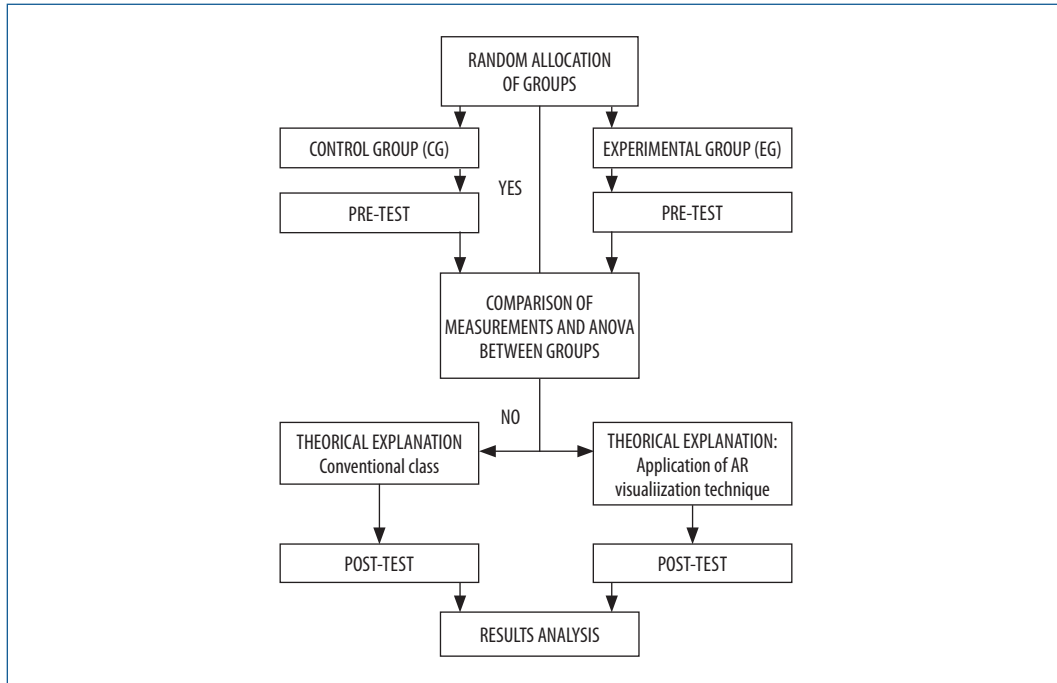 RANDOM ALLOCATION
OF GROUPS
CONTROL GROUP (CG)
EXPERIMENTAL GROUP (EG)
YES
PRE-TEST
PRE-TEST
COMPARISON OF
MEASUREMENTS AND ANOVA
BETWEEN GROUPS
NO
THEORICAL EXPLANATION
Conventional class
THEORICAL EXPLANATION:
Application of AR
visualiization technique
POST-TEST
POST-TEST
RESULTS ANALYSIS